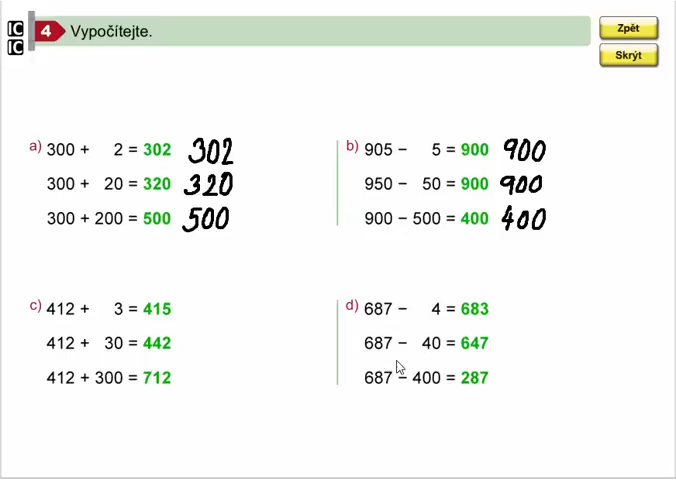 IC
IC
4 Vypočítejte.
Zpět
Skrýt
a) 300 + 2 = 302 302
300 + 20 = 320 320
300 + 200 = 500 500
b) 905 − 5 = 900 900
950 − 50 = 900 900
900 − 500 = 400 400
c) 412 + 3 = 415
412 + 30 = 442
412 + 300 = 712
d) 687 − 4 = 683
687 − 40 = 647
687 − 400 = 287